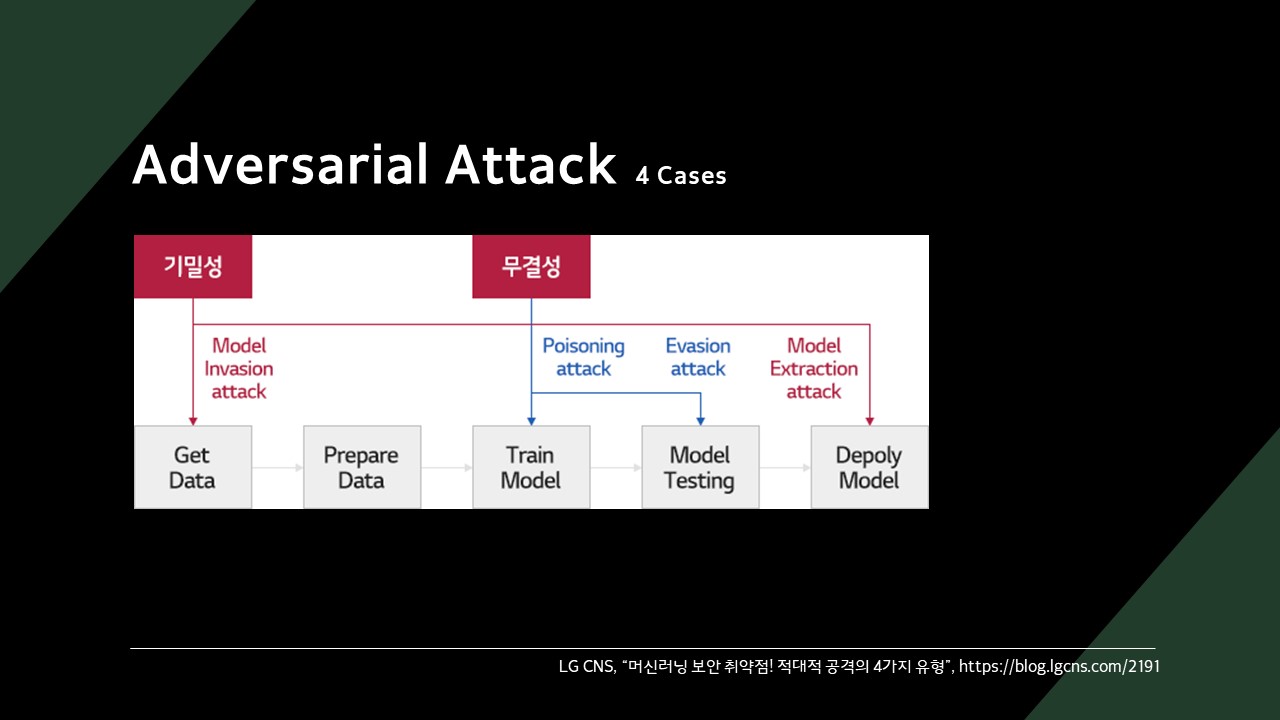 Adversarial Attack 4 Cases
기밀성
무결성
Model
Invasion
attack
Poisoning
attack
Evasion
attack
Model
Extraction
attack
Get
Data
Prepare
Data
Train
Model
Model
Testing
Depoly
Model
LG CNS, “머신러닝 보안 취약점! 적대적 공격의 4가지 유형”, https://blog.lgcns.com/2191